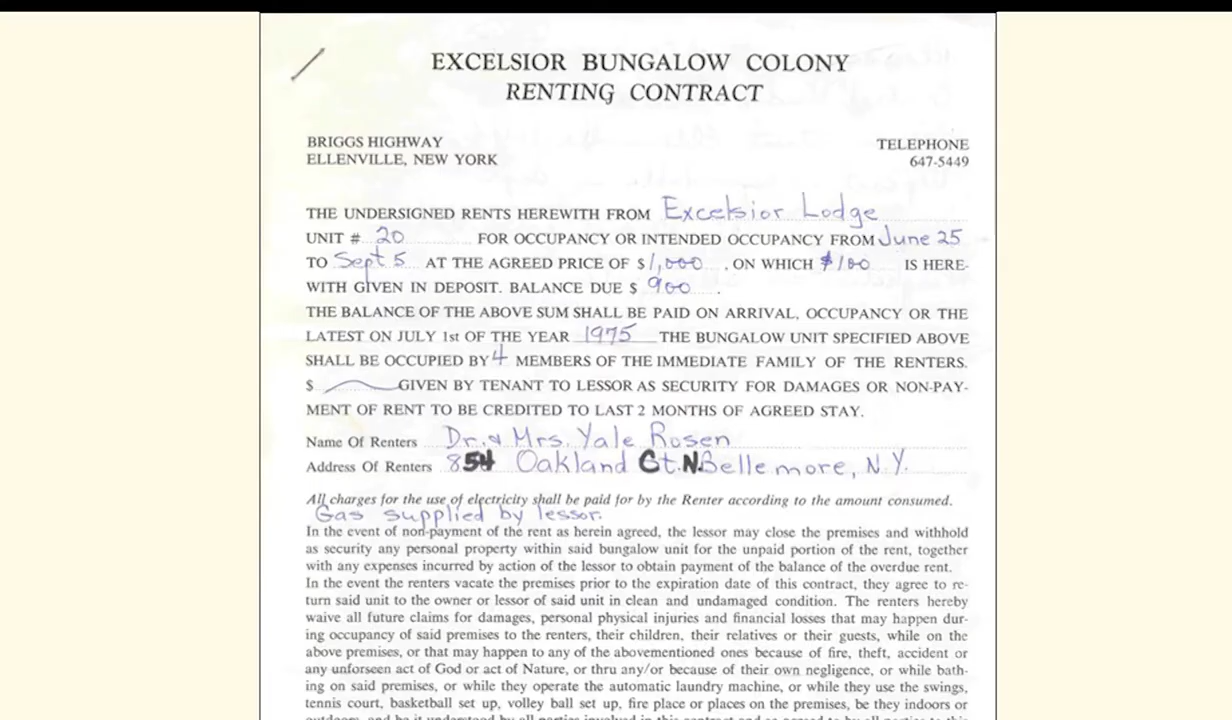 EXCELSIOR BUNGALOW COLONY
RENTING CONTRACT
BRIGGS HIGHWAY
ELLENVILLE, NEW YORK
TELEPHONE
647-5449
THE UNDERSIGNED RENTS HEREWITH FROM Excelsior Lodge
UNIT # 20 FOR OCCUPANCY OR INTENDED OCCUPANCY FROM June 25
TO Sept 5 AT THE AGREED PRICE OF $ 1,000 , ON WHICH $100 IS HERE-
WITH GIVEN IN DEPOSIT. BALANCE DUE $ 900 .
THE BALANCE OF THE ABOVE SUM SHALL BE PAID ON ARRIVAL, OCCUPANCY OR THE
LATEST ON JULY 1st OF THE YEAR 1975 THE BUNGALOW UNIT SPECIFIED ABOVE
SHALL BE OCCUPIED BY 4 MEMBERS OF THE IMMEDIATE FAMILY OF THE RENTERS.
$ GIVEN BY TENANT TO LESSOR AS SECURITY FOR DAMAGES OR NON-PAY-
MENT OF RENT TO BE CREDITED TO LAST 2 MONTHS OF AGREED STAY.
Name Of Renters Dr. & Mrs. Yale Rosen
Address Of Renters 854 Oakland Ct. N. Bellemore, N.Y.
All charges for the use of electricity shall be paid for by the Renter according to the amount consumed.
Gas supplied by lessor.
In the event of non-payment of the rent as herein agreed, the lessor may close the premises and withhold
as security any personal property within said bungalow unit for the unpaid portion of the rent, together
with any expenses incurred by action of the lessor to obtain payment of the balance of the overdue rent.
In the event the renters vacate the premises prior to the expiration date of this contract, they agree to re-
turn said unit to the owner or lessor of said unit in clean and undamaged condition. The renters hereby
waive all future claims for damages, personal physical injuries and financial losses that may happen dur-
ing occupancy of said premises to the renters, their children, their relatives or their guests, while on the
above premises, or that may happen to any of the abovementioned ones because of fire, theft, accident or
any unforseen act of God or act of Nature, or thru any/or because of their own negligence, or while bath-
ing on said premises, or while they operate the automatic laundry machine, or while they use the swings,
tennis court, basketball set up, volley ball set up, fire place or places on the premises, be they indoors or